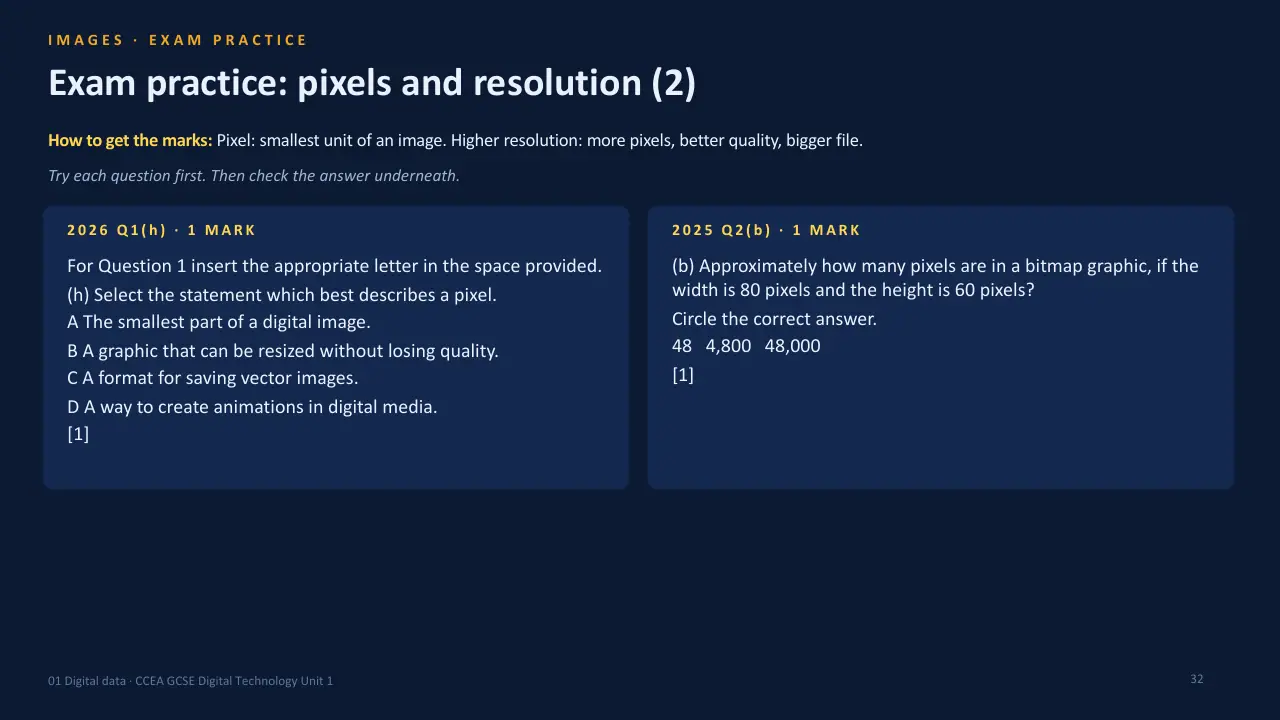 IMAGES · EXAM PRACTICE
Exam practice: pixels and resolution (2)
How to get the marks: Pixel: smallest unit of an image. Higher resolution: more pixels, better quality, bigger file.
Try each question first. Then check the answer underneath.
2026 Q1(h) · 1 MARK
For Question 1 insert the appropriate letter in the space provided.
(h) Select the statement which best describes a pixel.
A The smallest part of a digital image.
B A graphic that can be resized without losing quality.
C A format for saving vector images.
D A way to create animations in digital media.
[1]
2025 Q2(b) · 1 MARK
(b) Approximately how many pixels are in a bitmap graphic, if the
width is 80 pixels and the height is 60 pixels?
Circle the correct answer.
48 4,800 48,000
[1]
01 Digital data · CCEA GCSE Digital Technology Unit 1
32